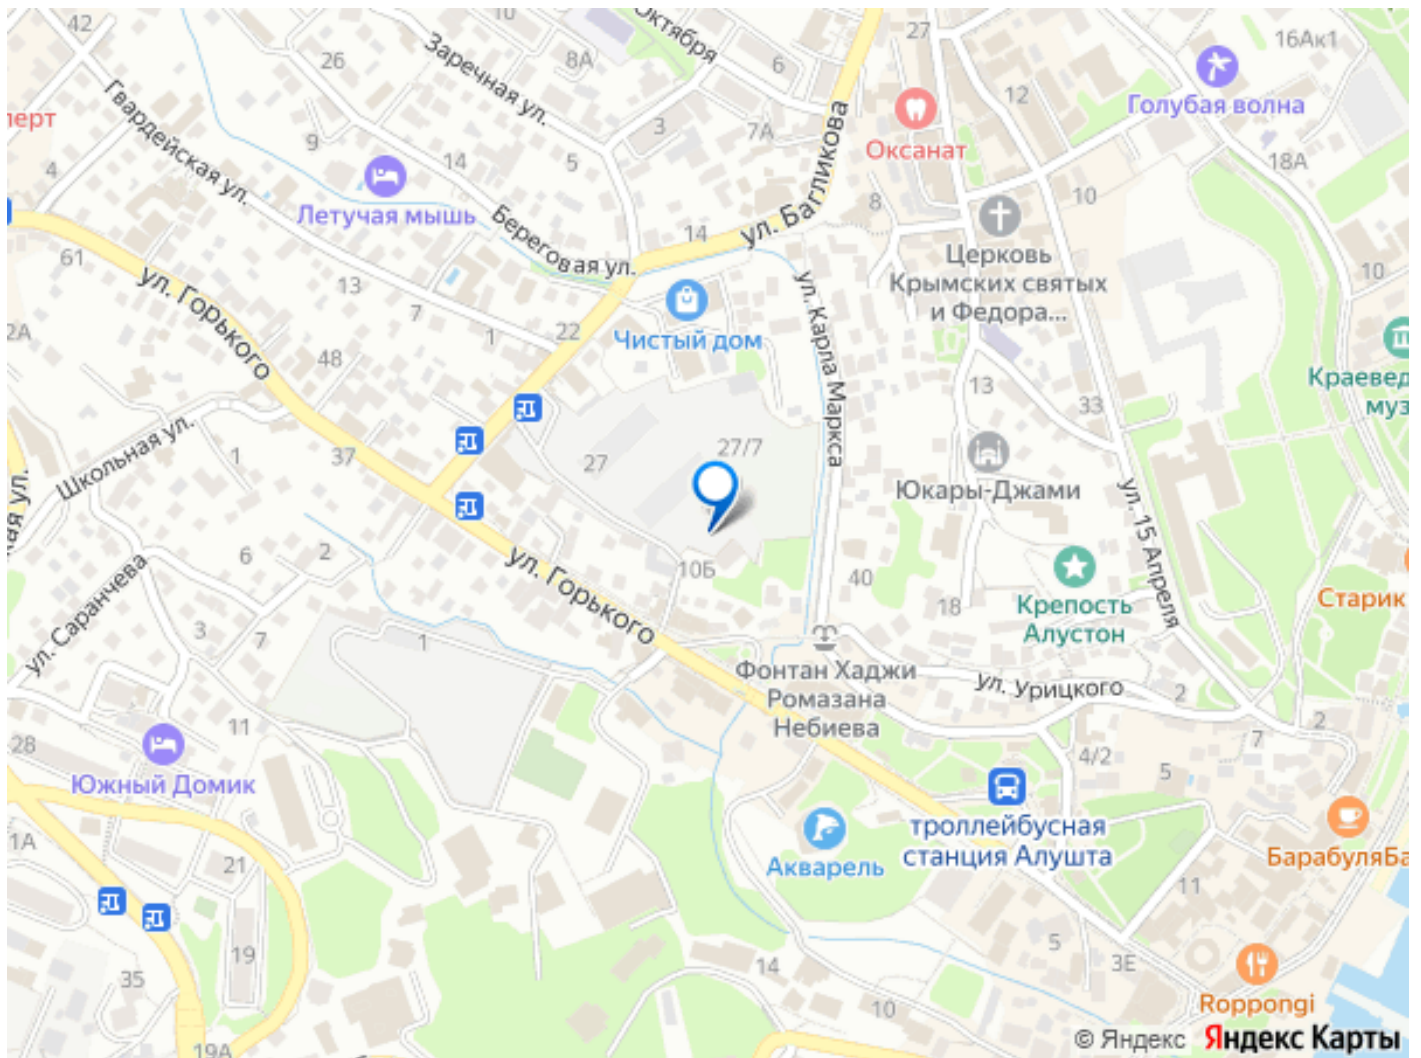 42
10
Октября
27
16Ак1
Заречная ул.
8А
6
26
Голубая волна
12
Гвардейская ул.
3
7А
ул. Багликова
Оксанат
9
14
5
18А
4
Летучая мышь
8
10
Береговая ул.
14
Церковь
Крымских святых
и Федора...
61
13
10
ул. Горького
7
1
22
Чистый дом
ул. Карла Маркса
2А
48
13
Краевед
муз
33
Школьная ул.
1
37
27
27/7
Юкары-Джами
ул. 15 Апреля
ая ул.
6
2
ул. Горького
10Б
40
18
Крепость
Алустон
Старик
ул. Саранчева
3
7
1
Фонтан Хаджи
Ромазана
Небиева
ул. Урицкого
2
2
11
28
7
4/2
5
Южный Домик
троллейбусная
станция Алушта
1А
21
Акварель
БарабуляБа
11
19
5
3Е
35
14
10
Roppongi
19А
© Яндекс Яндекс Карты